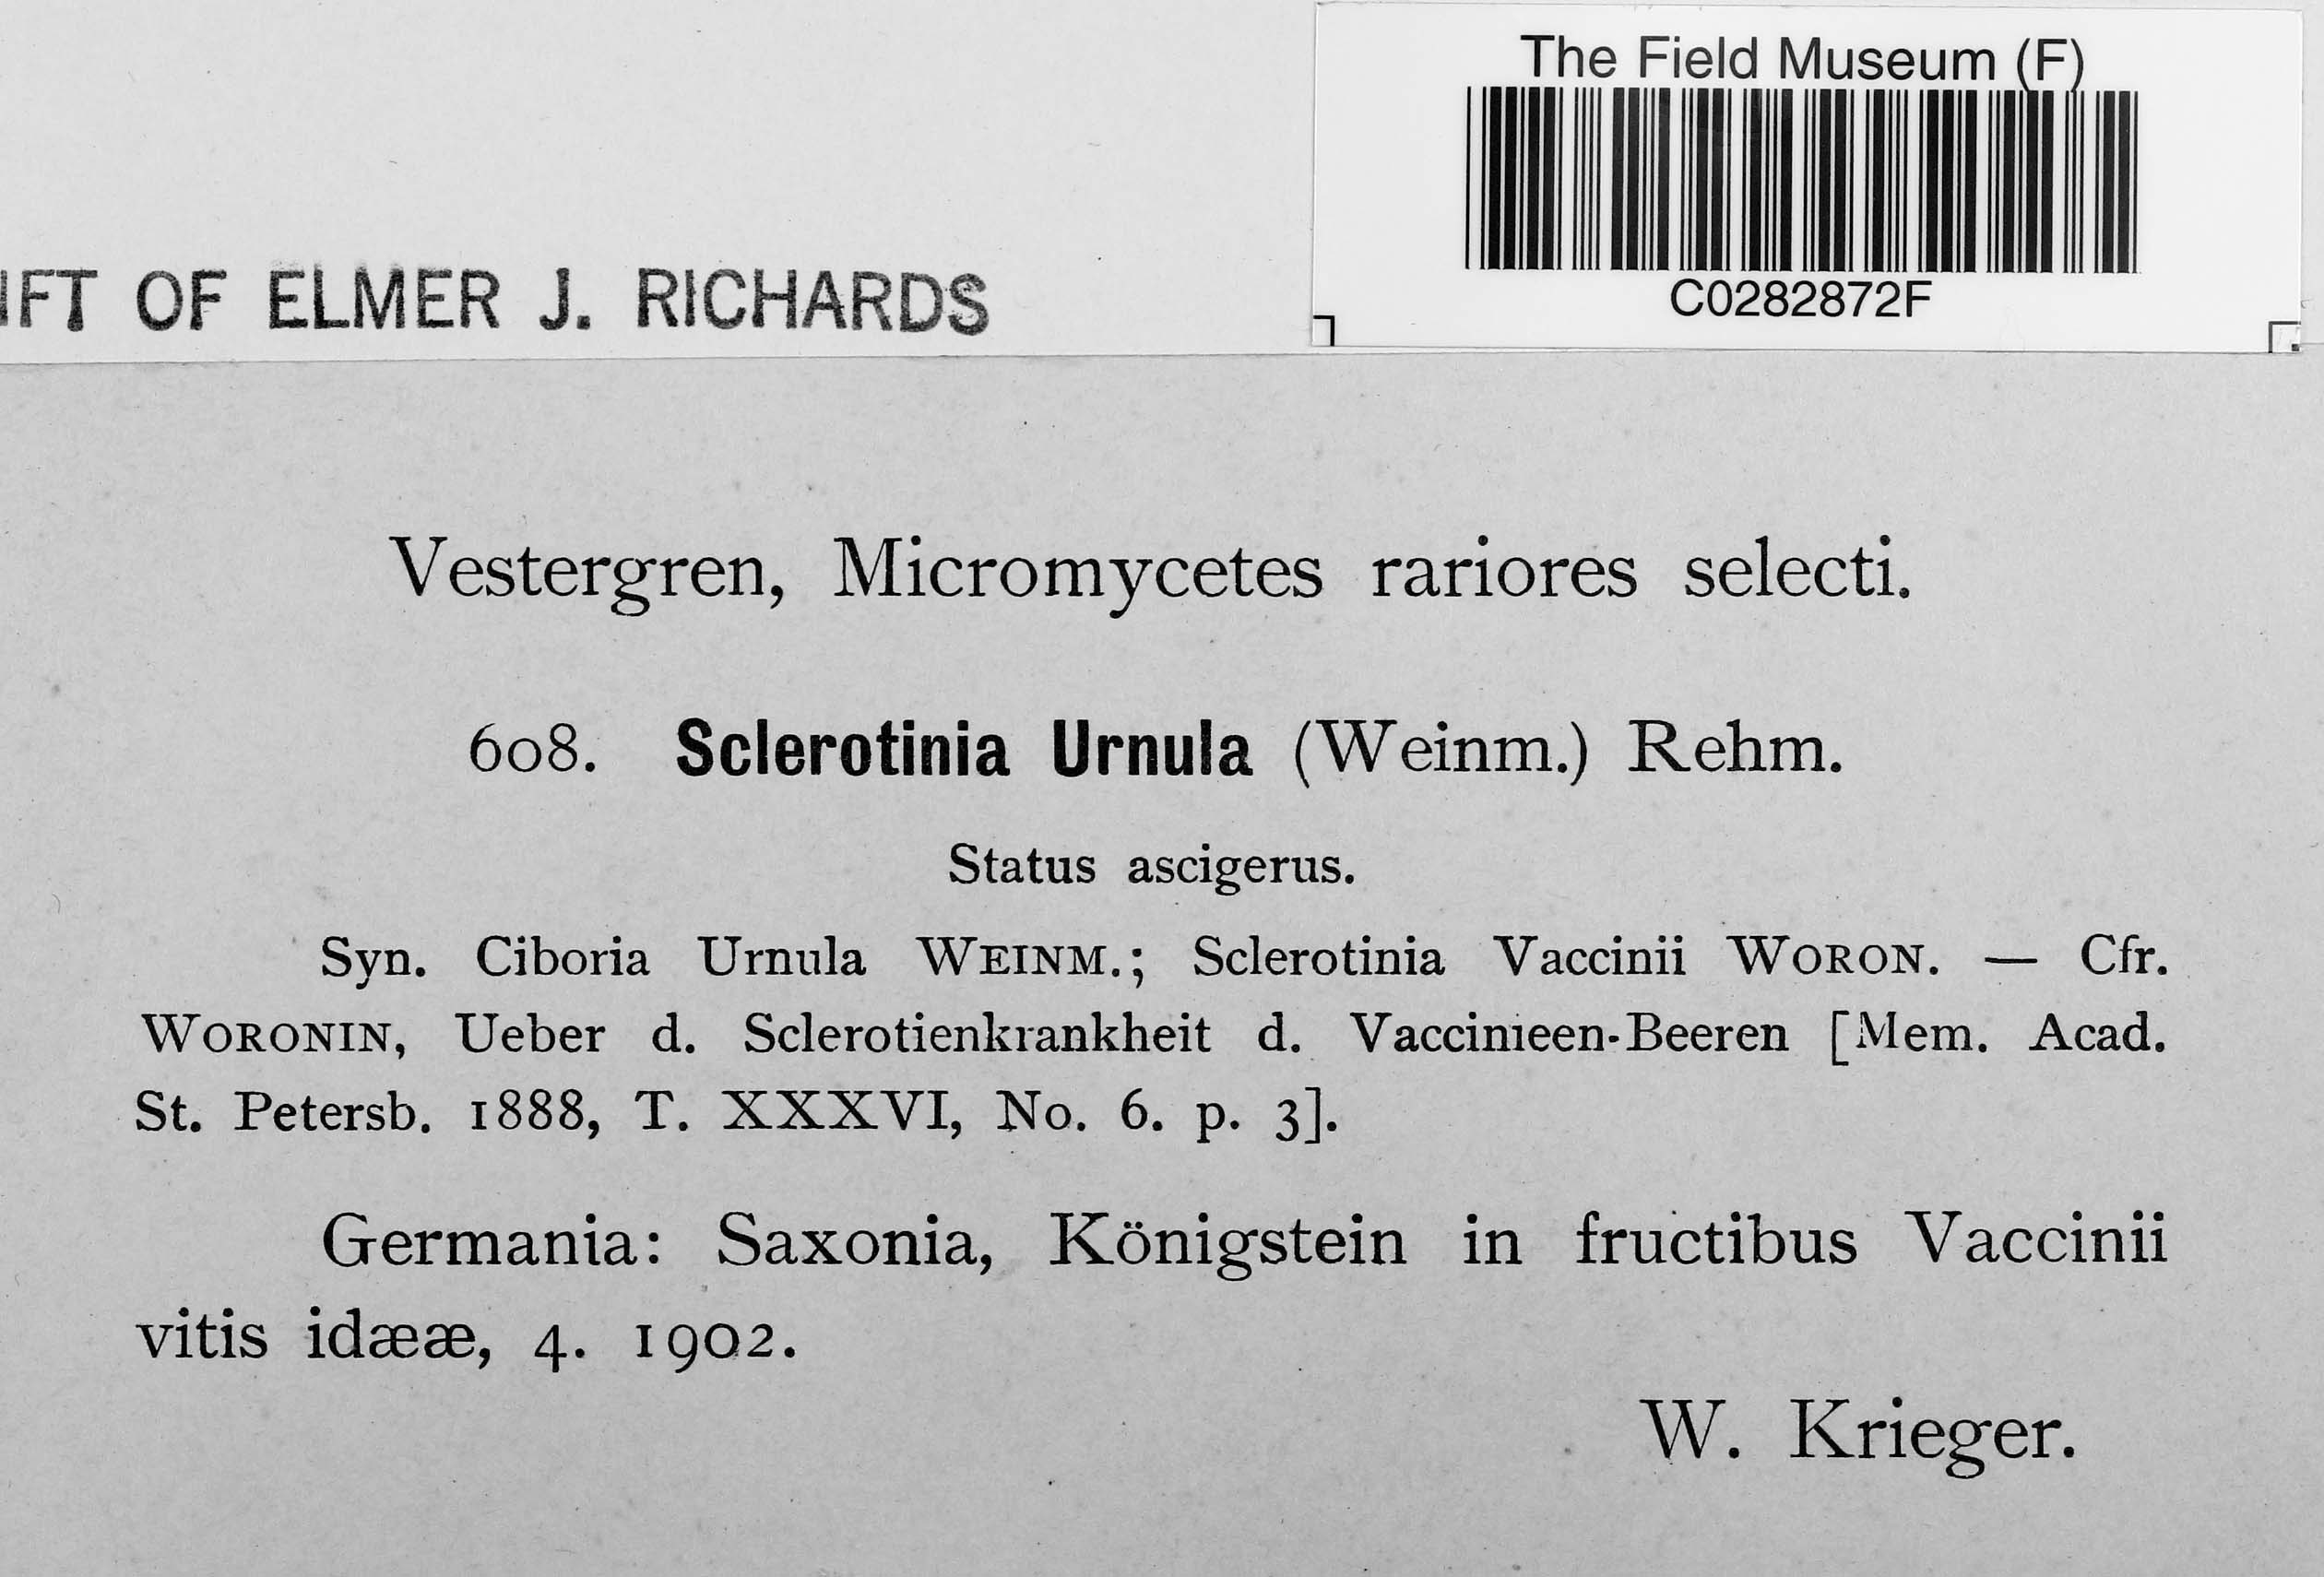 The Field Museum (F)
C0282872F
IFT OF ELMER J. RICHARDS
Vestergren, Micromycetes rariores selecti.
608. Sclerotinia Urnula (Weinm.) Rehm.
Status ascigerus.
Syn. Ciboria Urnula WEINM.; Sclerotinia Vaccinii WORON. — Cfr.
WORONIN, Ueber d. Sclerotienkrankheit d. Vaccinieen-Beeren [Mem. Acad.
St. Petersb. 1888, T. XXXVI, No. 6. p. 3].
Germania: Saxonia, Königstein in fructibus Vaccinii
vitis idææ, 4. 1902.
W. Krieger.